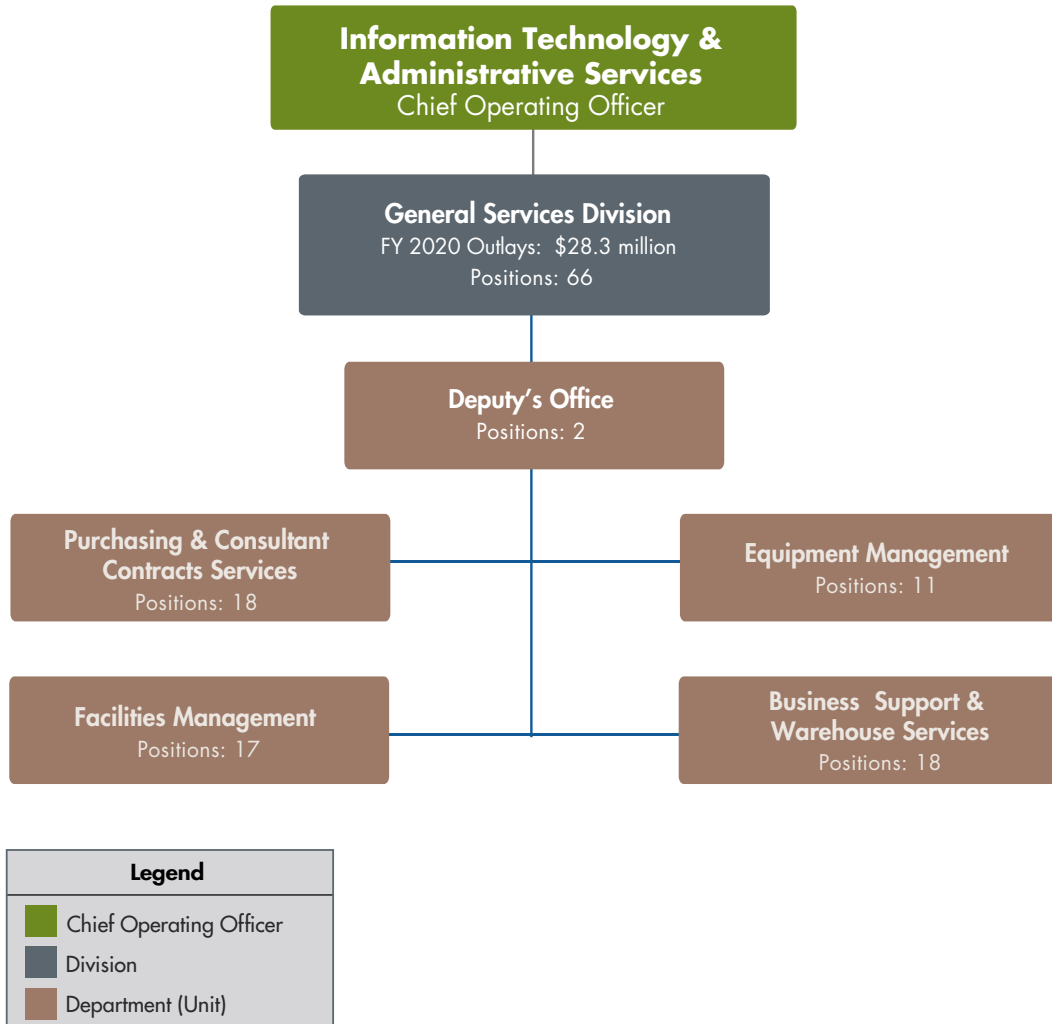 Information Technology &
Administrative Services
Chief Operating Officer
General Services Division
FY 2020 Outlays: $28.3 million
Positions: 66
Deputy’s Office
Positions: 2
Purchasing & Consultant
Contracts Services
Positions: 18
Equipment Management
Positions: 11
Facilities Management
Positions: 17
Business Support &
Warehouse Services
Positions: 18
Legend
Chief Operating Officer
Division
Department (Unit)